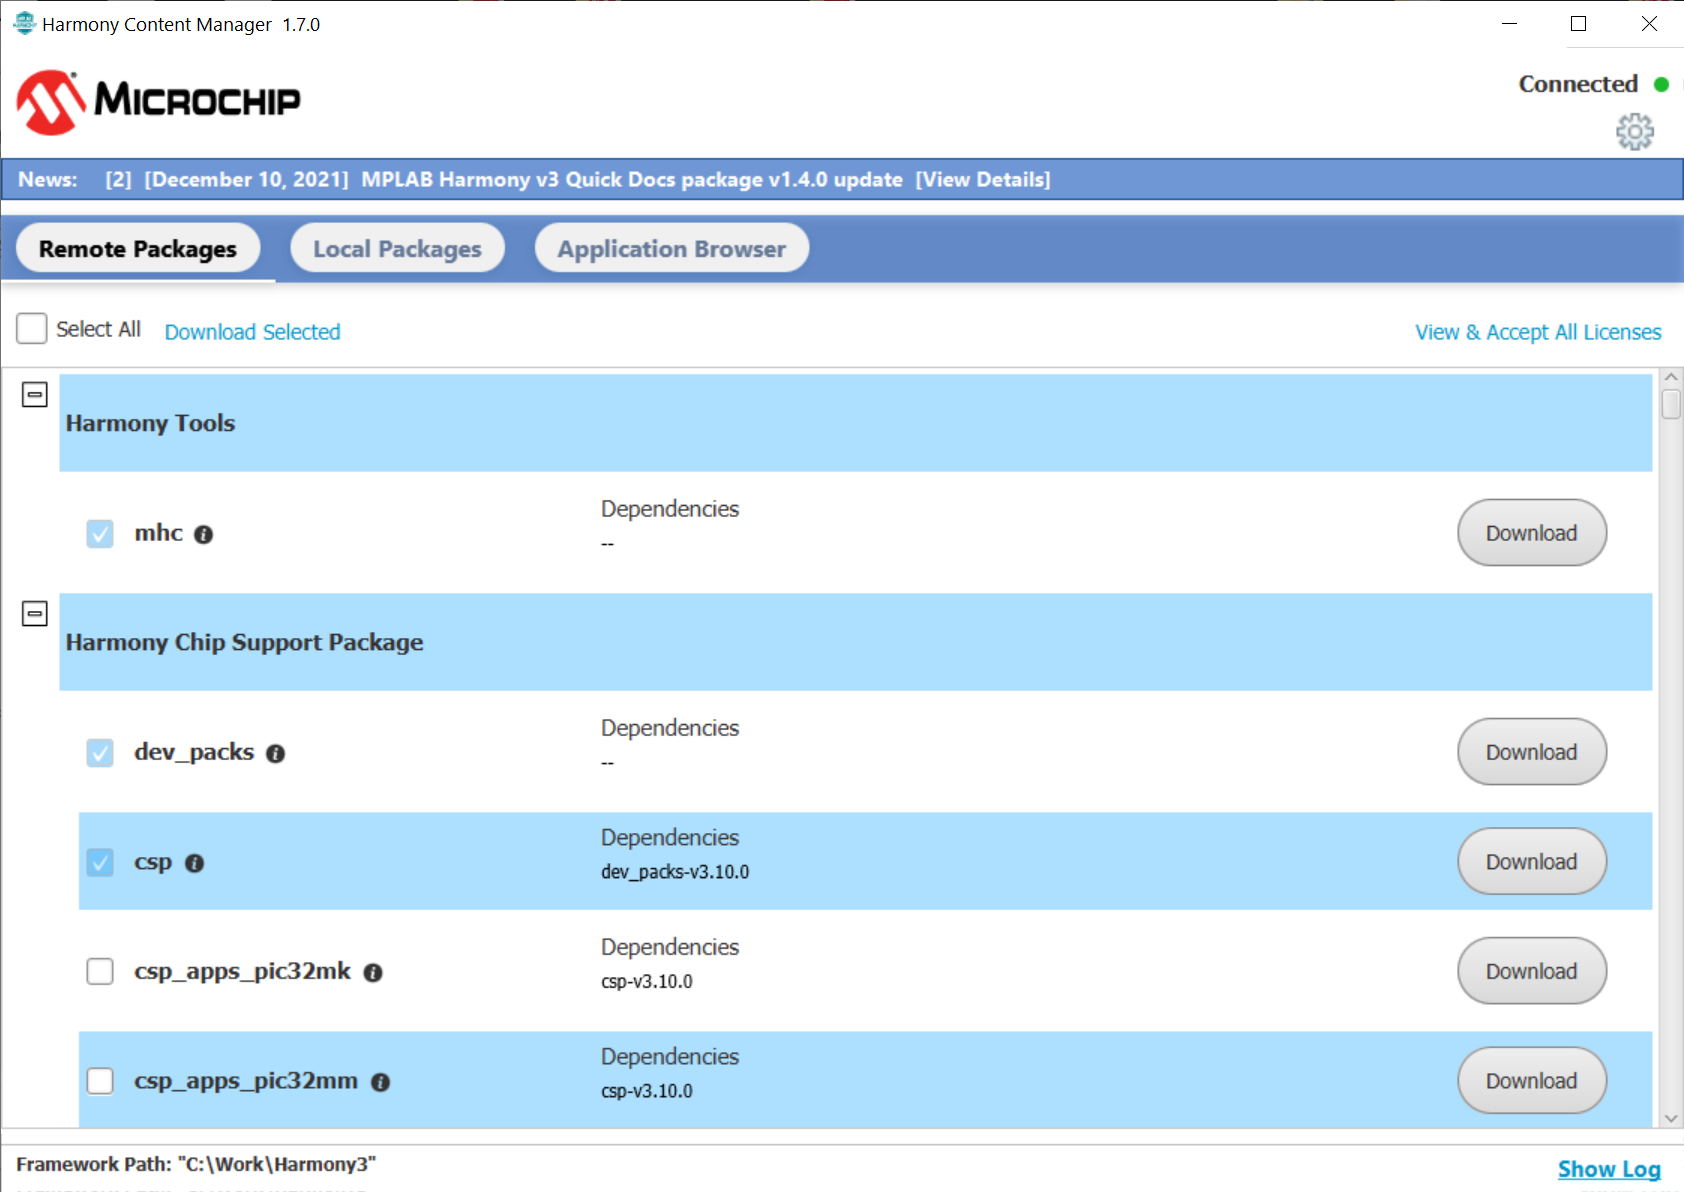 Harmony Content Manager 1.7.0
MICROCHIP
Connected
News: [2] [December 10, 2021] MPLAB Harmony v3 Quick Docs package v1.4.0 update [View Details]
Remote Packages Local Packages Application Browser
Select All Download Selected View & Accept All Licenses
Harmony Tools
Dependencies
mhc Download
--
Harmony Chip Support Package
Dependencies
dev_packs Download
--
Dependencies
csp Download
dev_packs-v3.10.0
Dependencies
csp_apps_pic32mk Download
csp-v3.10.0
Dependencies
csp_apps_pic32mm Download
csp-v3.10.0
Framework Path: "C:\Work\Harmony3"
Show Log